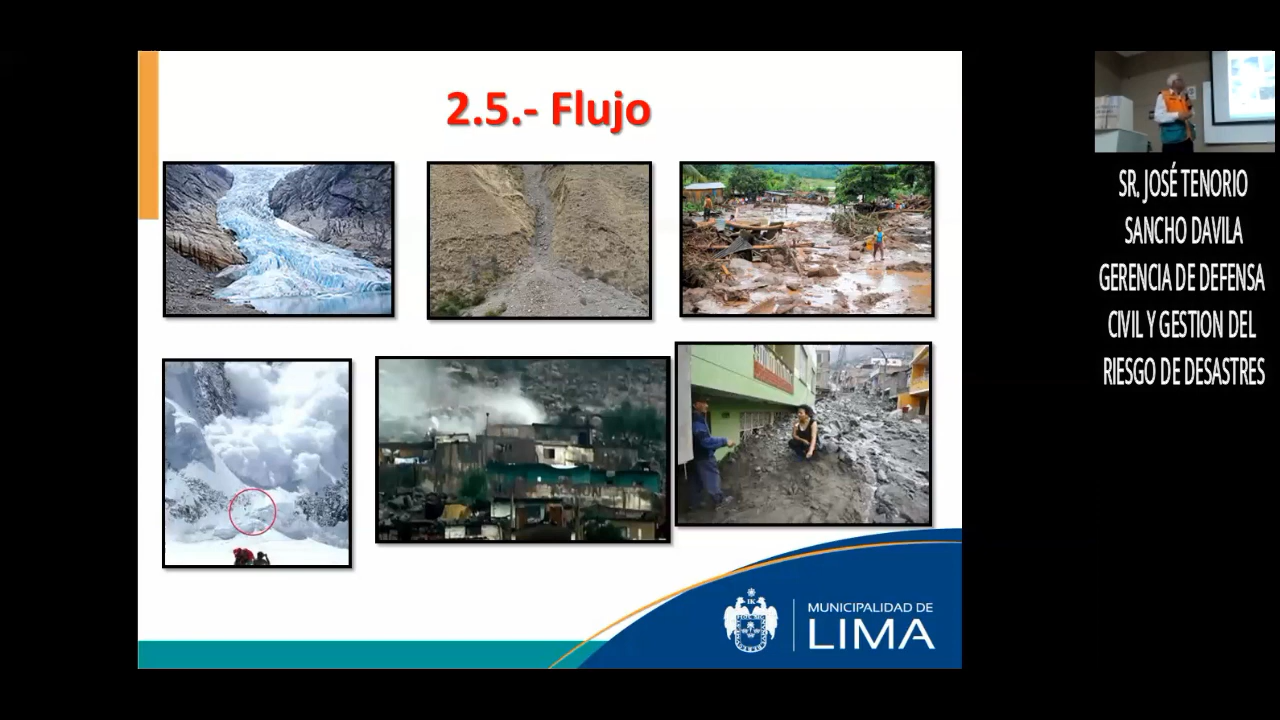 2.5.- Flujo
MUNICIPALIDAD DE
LIMA
SR. JOSÉ TENORIO
SANCHO DAVILA
GERENCIA DE DEFENSA
CIVIL Y GESTION DEL
RIESGO DE DESASTRES